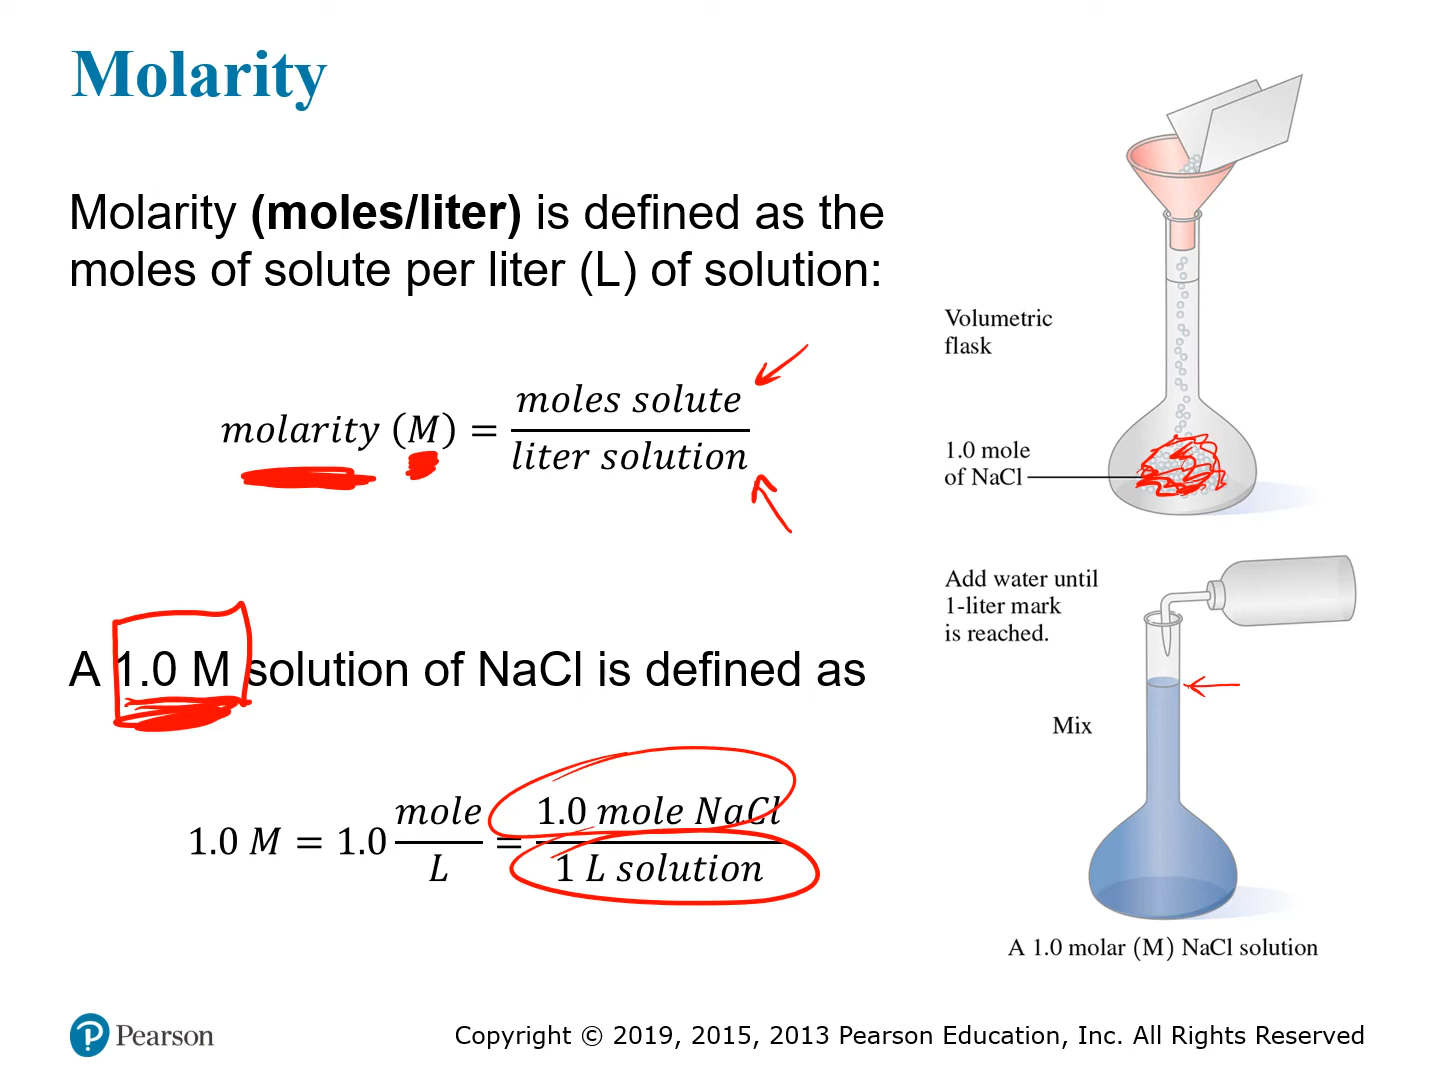 Molarity
Molarity (moles/liter) is defined as the
moles of solute per liter (L) of solution:
molarity (M) = moles solute / liter solution
A 1.0 M solution of NaCl is defined as
1.0 M = 1.0 mole / L = 1.0 mole NaCl / 1 L solution
Volumetric
flask
1.0 mole
of NaCl
Add water until
1-liter mark
is reached.
Mix
A 1.0 molar (M) NaCl solution
P Pearson
Copyright © 2019, 2015, 2013 Pearson Education, Inc. All Rights Reserved